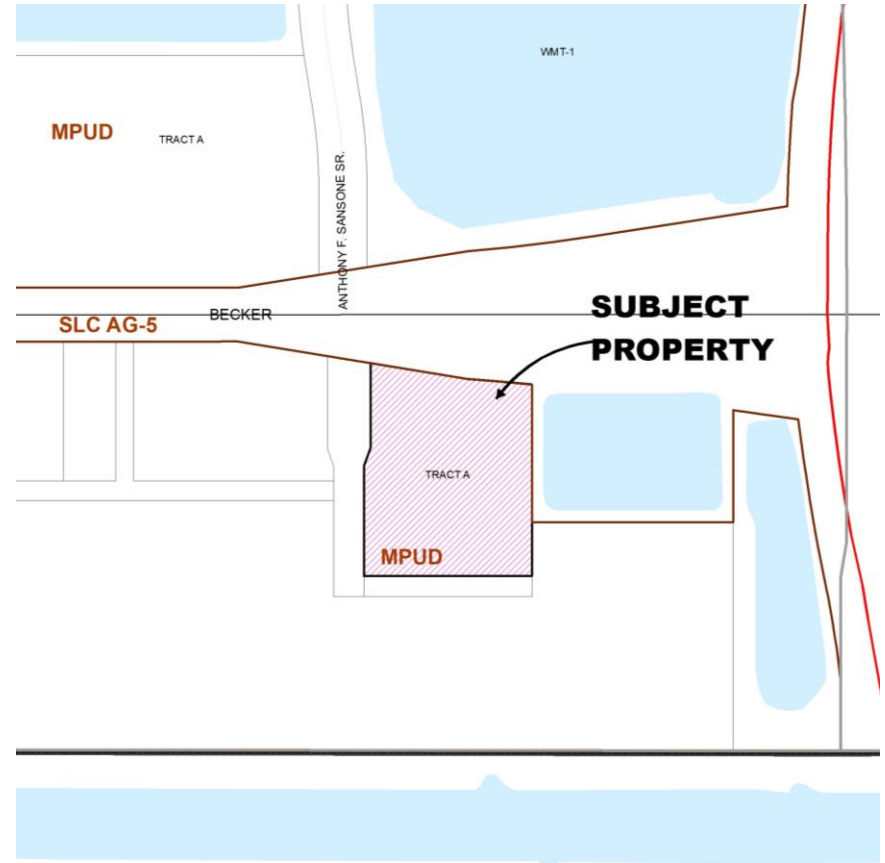 WMT-1
MPUD
TRACT A
ANTHONY F. SANSONE SR.
SUBJECT
PROPERTY
BECKER
SLC AG-5
TRACT A
MPUD